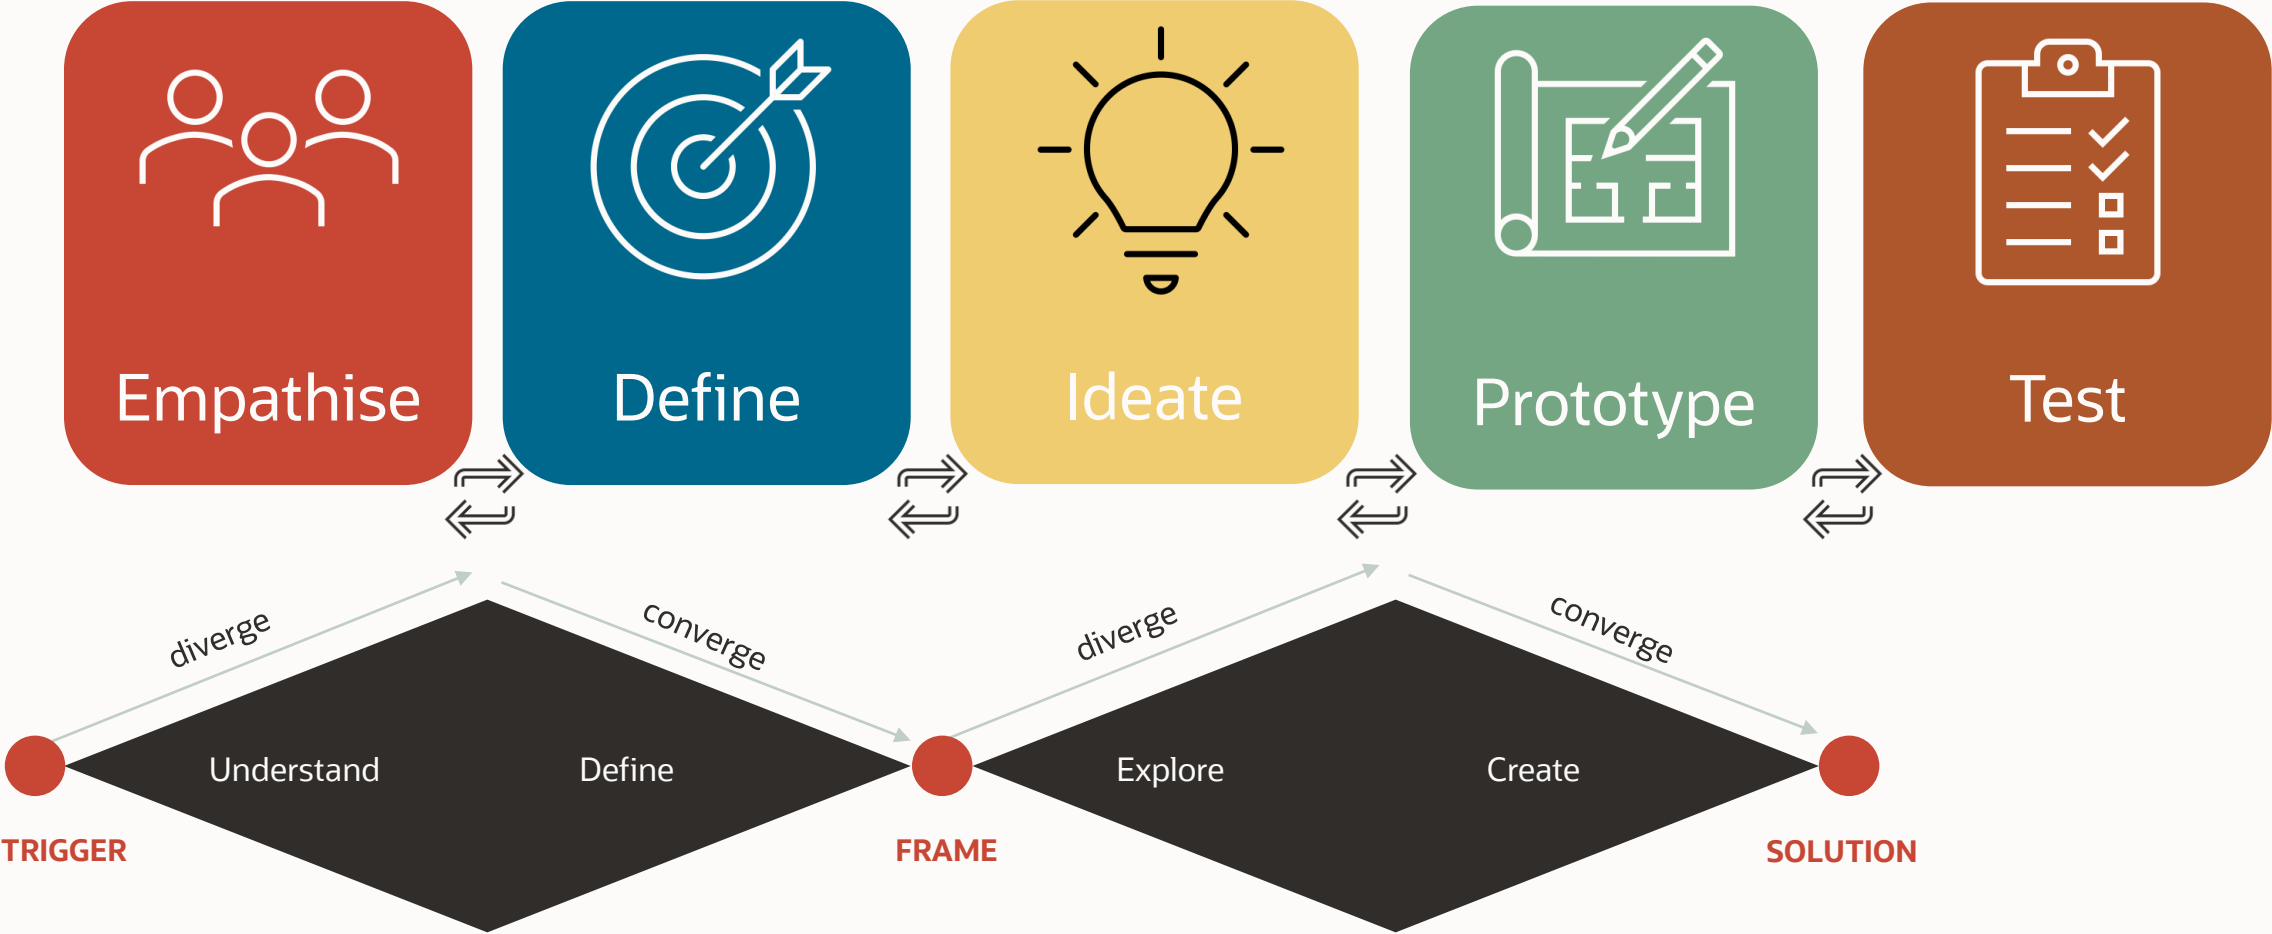 Empathise
Define
Ideate
Prototype
Test
diverge
converge
diverge
converge
Understand
Define
Explore
Create
TRIGGER
FRAME
SOLUTION